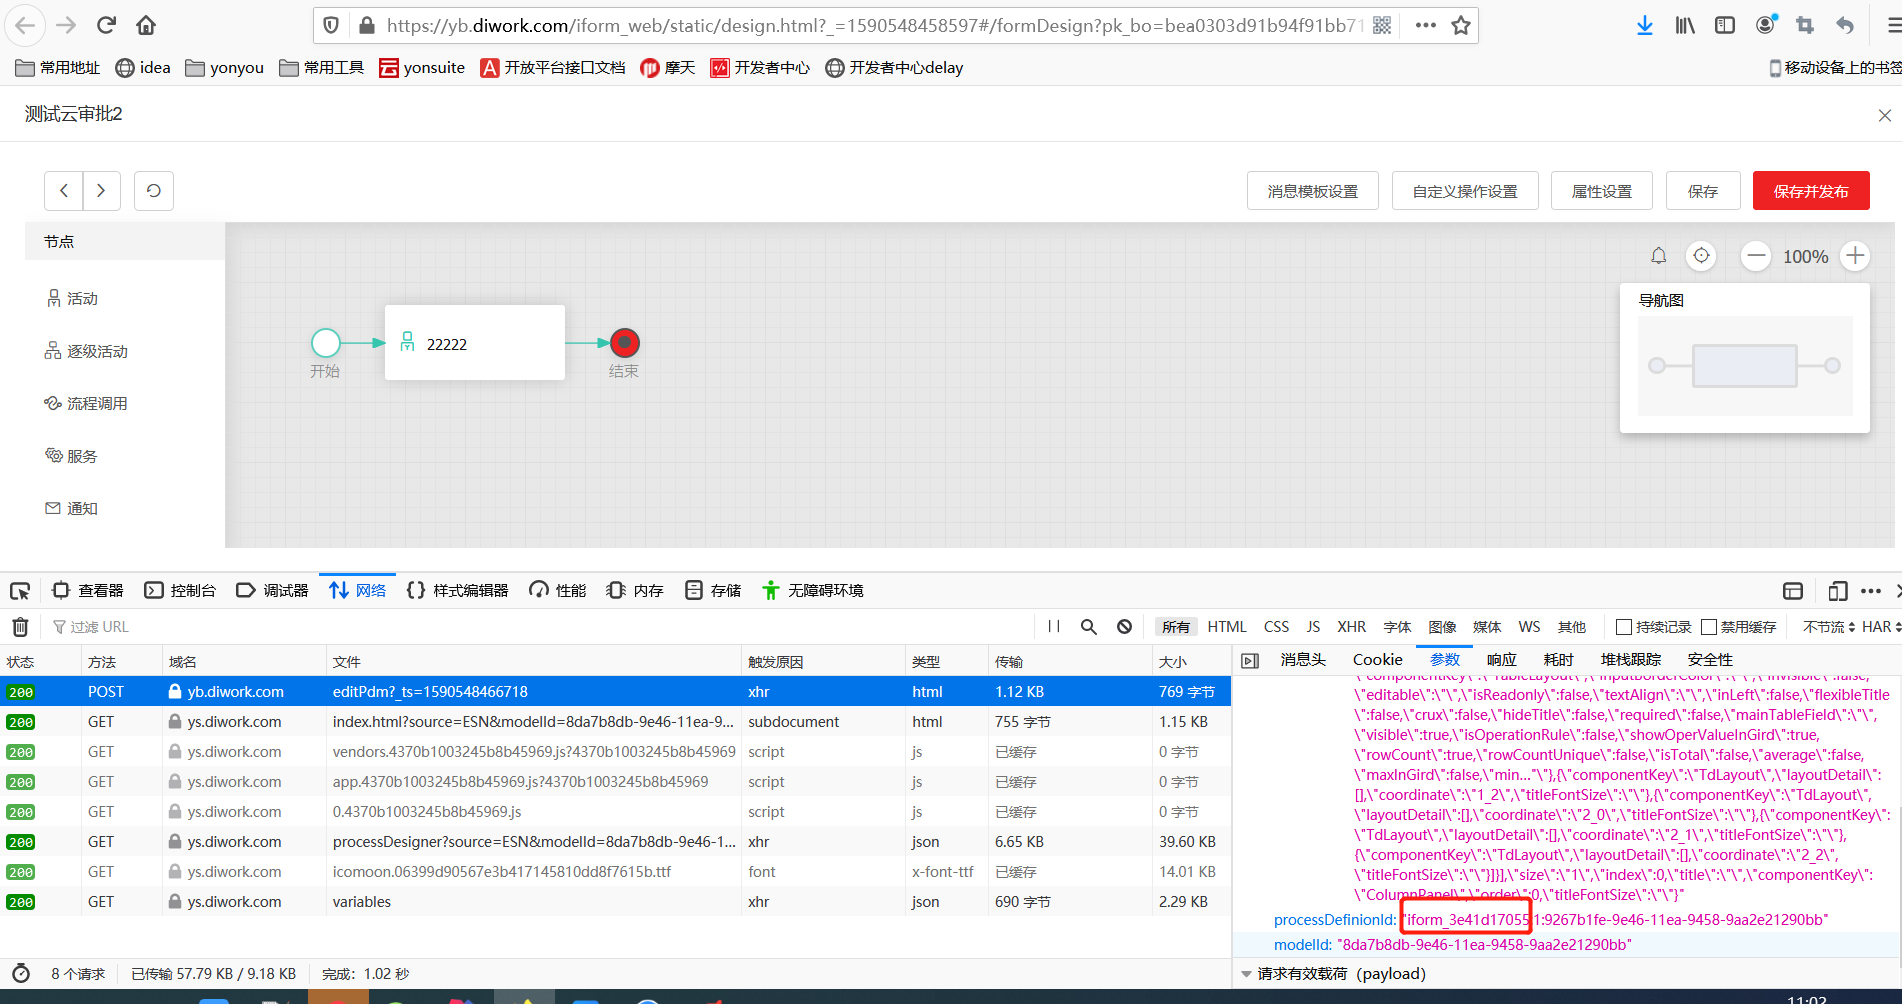 https://yb.diwork.com/iform_web/static/design.html?_=1590548458597#/formDesign?pk_bo=bea0303d91b94f91bb71
常用地址 idea yonyou 常用工具 yonsuite 开放平台接口文档 摩天 开发者中心 开发者中心delay 移动设备上的书签
测试云审批2
消息模板设置 自定义操作设置 属性设置 保存 保存并发布
节点
100%
导航图
活动
逐级活动
流程调用
服务
通知
22222
开始 结束
查看器 控制台 调试器 网络 样式编辑器 性能 内存 存储 无障碍环境
过滤 URL 所有 HTML CSS JS XHR 字体 图像 媒体 WS 其他 持续记录 禁用缓存 不节流 HAR
状态 方法 域名 文件 触发原因 类型 传输 大小
消息头 Cookie 参数 响应 耗时 堆栈跟踪 安全性
200 POST yb.diwork.com editPdm?_ts=1590548466718 xhr html 1.12 KB 769 字节
200 GET ys.diwork.com index.html?source=ESN&modelId=8da7b8db-9e46-11ea-9... subdocument html 755 字节 1.15 KB
200 GET ys.diwork.com vendors.4370b1003245b8b45969.js?4370b1003245b8b45969 script js 已缓存 0 字节
200 GET ys.diwork.com app.4370b1003245b8b45969.js?4370b1003245b8b45969 script js 已缓存 0 字节
200 GET ys.diwork.com 0.4370b1003245b8b45969.js script js 已缓存 0 字节
200 GET ys.diwork.com processDesigner?source=ESN&modelId=8da7b8db-9e46-1... xhr json 6.65 KB 39.60 KB
200 GET ys.diwork.com icomoon.06399d90567e3b417145810dd8f7615b.ttf font x-font-ttf 已缓存 14.01 KB
200 GET ys.diwork.com variables xhr json 690 字节 2.29 KB
\"componentKey\":\"TableLayout\",\"inputBorderColor\":\"\",\"invisible\":false,
\"editable\":\"\",\"isReadonly\":false,\"textAlign\":\"\",\"inLeft\":false,\"flexibleTitle
\":false,\"crux\":false,\"hideTitle\":false,\"required\":false,\"mainTableField\":\"\",
\"visible\":true,\"isOperationRule\":false,\"showOperValueInGird\":true,
\"rowCount\":true,\"rowCountUnique\":false,\"isTotal\":false,\"average\":false,
\"maxInGird\":false,\"min...\"\"},{\"componentKey\":\"TdLayout\",\"layoutDetail\":
[],\"coordinate\":\"1_2\",\"titleFontSize\":\"\"},{\"componentKey\":\"TdLayout\",
\"layoutDetail\":[],\"coordinate\":\"2_0\",\"titleFontSize\":\"\"},{\"componentKey\":
\"TdLayout\",\"layoutDetail\":[],\"coordinate\":\"2_1\",\"titleFontSize\":\"\"},
{\"componentKey\":\"TdLayout\",\"layoutDetail\":[],\"coordinate\":\"2_2\",
\"titleFontSize\":\"\"}]}],\"size\":\"1\",\"index\":0,\"title\":\"\",\"componentKey\":
\"ColumnPanel\",\"order\":0,\"titleFontSize\":\"\"}"
processDefinionId: "iform_3e41d17055:1:9267b1fe-9e46-11ea-9458-9aa2e21290bb"
modelId: "8da7b8db-9e46-11ea-9458-9aa2e21290bb"
请求有效载荷（payload）
8 个请求 已传输 57.79 KB / 9.18 KB 完成：1.02 秒
11:02